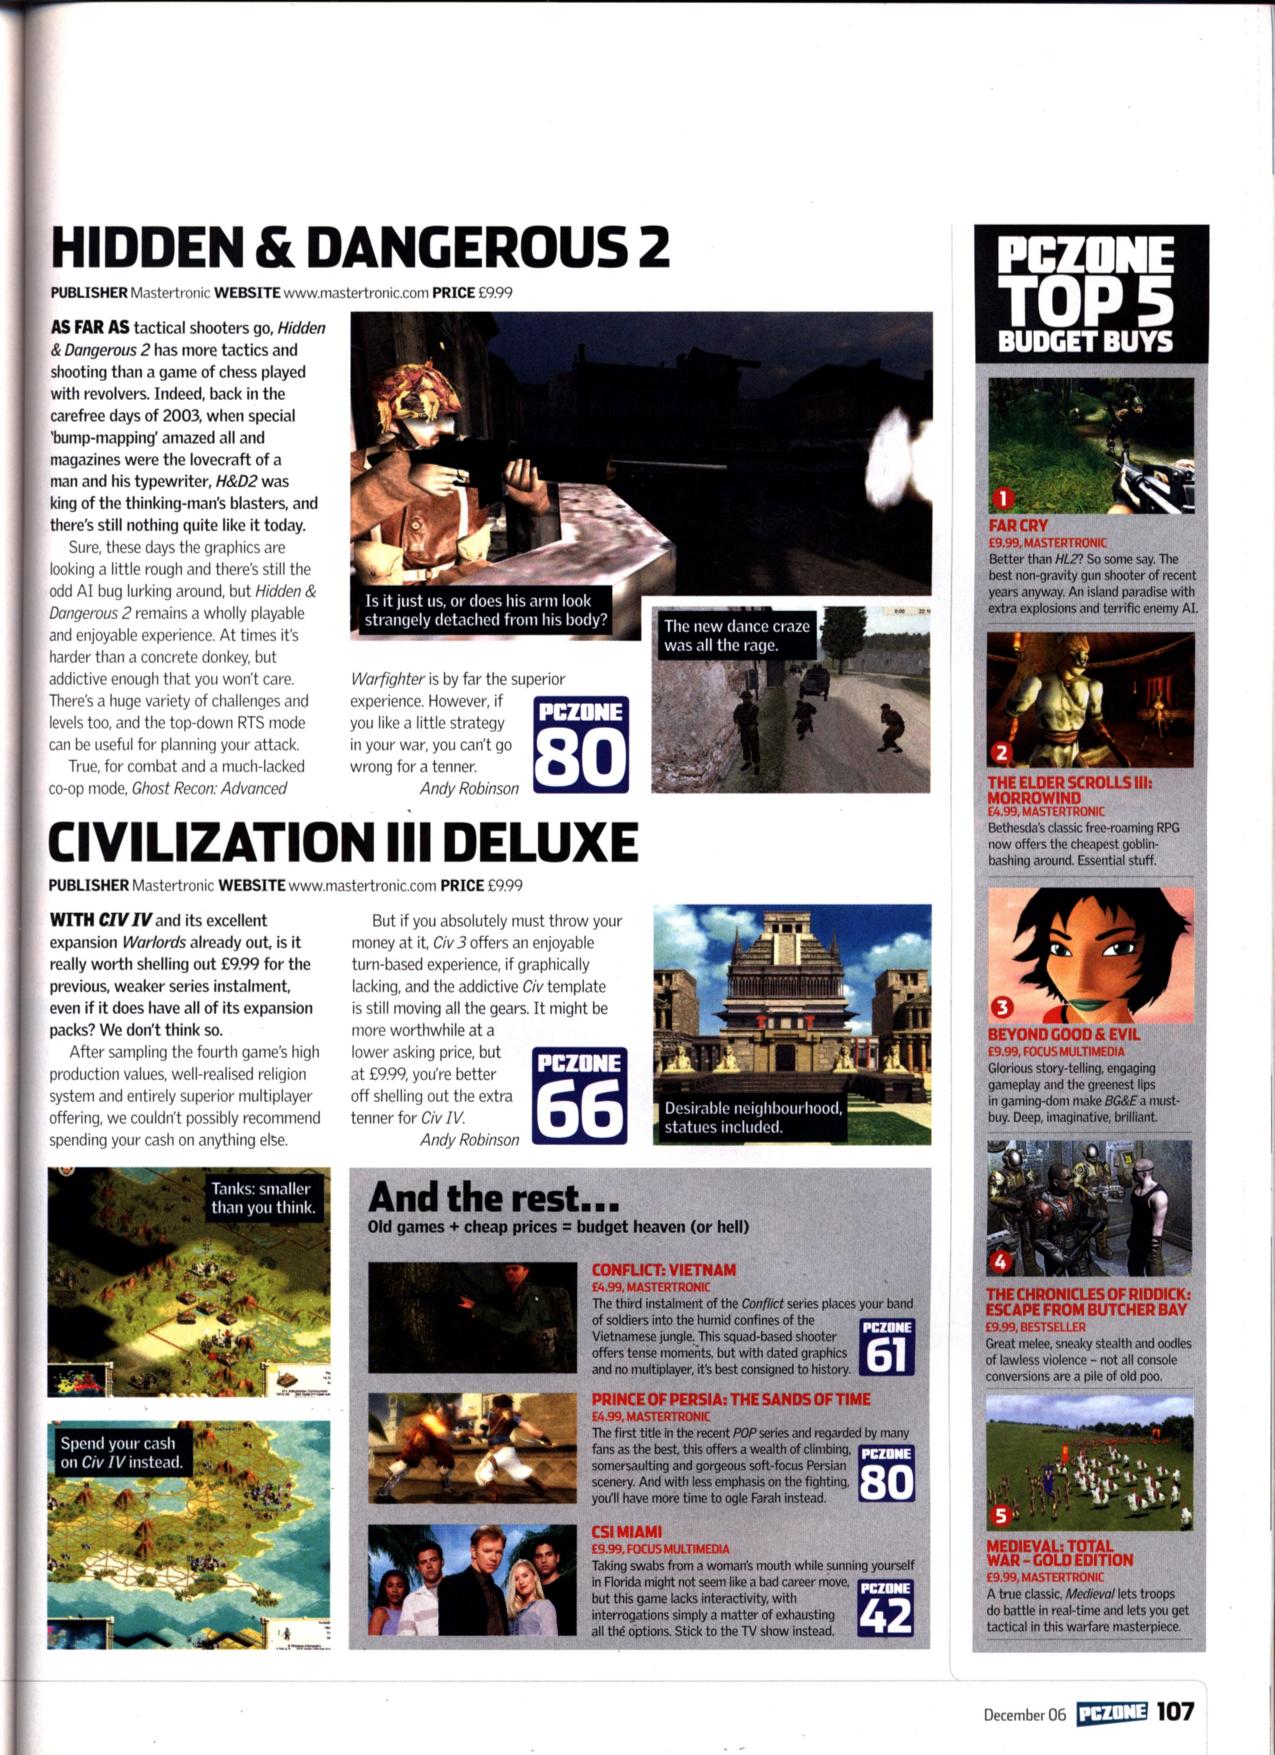 HIDDEN & DANGEROUS 2
PUBLISHER Mastertronic WEBSITE www.mastertronic.com PRICE £9.99
AS FAR AS tactical shooters go, Hidden
& Dangerous 2 has more tactics and
shooting than a game of chess played
with revolvers. Indeed, back in the
carefree days of 2003, when special
'bump-mapping' amazed all and
magazines were the lovecraft of a
man and his typewriter, H&D2 was
king of the thinking-man's blasters, and
there's still nothing quite like it today.
Sure, these days the graphics are
looking a little rough and there's still the
odd AI bug lurking around, but Hidden &
Dangerous 2 remains a wholly playable
and enjoyable experience. At times it's
harder than a concrete donkey, but
addictive enough that you won't care.
There's a huge variety of challenges and
levels too, and the top-down RTS mode
can be useful for planning your attack.
True, for combat and a much-lacked
co-op mode, Ghost Recon: Advanced
Is it just us, or does his arm look
strangely detached from his body?
The new dance craze
was all the rage.
Warfighter is by far the superior
experience. However, if
you like a little strategy
in your war, you can't go
wrong for a tenner.
Andy Robinson
PCZONE
80
CIVILIZATION III DELUXE
PUBLISHER Mastertronic WEBSITE www.mastertronic.com PRICE £9.99
WITH CIV IV and its excellent
expansion Warlords already out, is it
really worth shelling out £9.99 for the
previous, weaker series instalment,
even if it does have all of its expansion
packs? We don't think so.
After sampling the fourth game's high
production values, well-realised religion
system and entirely superior multiplayer
offering, we couldn't possibly recommend
spending your cash on anything else.
But if you absolutely must throw your
money at it, Civ 3 offers an enjoyable
turn-based experience, if graphically
lacking, and the addictive Civ template
is still moving all the gears. It might be
more worthwhile at a
lower asking price, but
at £9.99, you're better
off shelling out the extra
tenner for Civ IV.
Andy Robinson
PCZONE
66
Desirable neighbourhood,
statues included.
Tanks: smaller
than you think.
Spend your cash
on Civ IV instead.
And the rest...
Old games + cheap prices = budget heaven (or hell)
CONFLICT: VIETNAM
£4.99, MASTERTRONIC
The third instalment of the Conflict series places your band
of soldiers into the humid confines of the
Vietnamese jungle. This squad-based shooter
offers tense moments, but with dated graphics
and no multiplayer, it's best consigned to history.
PCZONE
61
PRINCE OF PERSIA: THE SANDS OF TIME
£4.99, MASTERTRONIC
The first title in the recent POP series and regarded by many
fans as the best, this offers a wealth of climbing,
somersaulting and gorgeous soft-focus Persian
scenery. And with less emphasis on the fighting,
you'll have more time to ogle Farah instead.
PCZONE
80
CSI MIAMI
£9.99, FOCUS MULTIMEDIA
Taking swabs from a woman's mouth while sunning yourself
in Florida might not seem like a bad career move,
but this game lacks interactivity, with
interrogations simply a matter of exhausting
all the options. Stick to the TV show instead.
PCZONE
42
PCZONE
TOP 5
BUDGET BUYS
1
FAR CRY
£9.99, MASTERTRONIC
Better than HL2? So some say. The
best non-gravity gun shooter of recent
years anyway. An island paradise with
extra explosions and terrific enemy AI.
2
THE ELDER SCROLLS III:
MORROWIND
£4.99, MASTERTRONIC
Bethesda's classic free-roaming RPG
now offers the cheapest goblin-
bashing around. Essential stuff.
3
BEYOND GOOD & EVIL
£9.99, FOCUS MULTIMEDIA
Glorious story-telling, engaging
gameplay and the greenest lips
in gaming-dom make BG&E a must-
buy. Deep, imaginative, brilliant.
4
THE CHRONICLES OF RIDDICK:
ESCAPE FROM BUTCHER BAY
£9.99, BESTSELLER
Great melee, sneaky stealth and oodles
of lawless violence – not all console
conversions are a pile of old poo.
5
MEDIEVAL: TOTAL
WAR – GOLD EDITION
£9.99, MASTERTRONIC
A true classic, Medieval lets troops
do battle in real-time and lets you get
tactical in this warfare masterpiece.
December 06 PCZONE 107